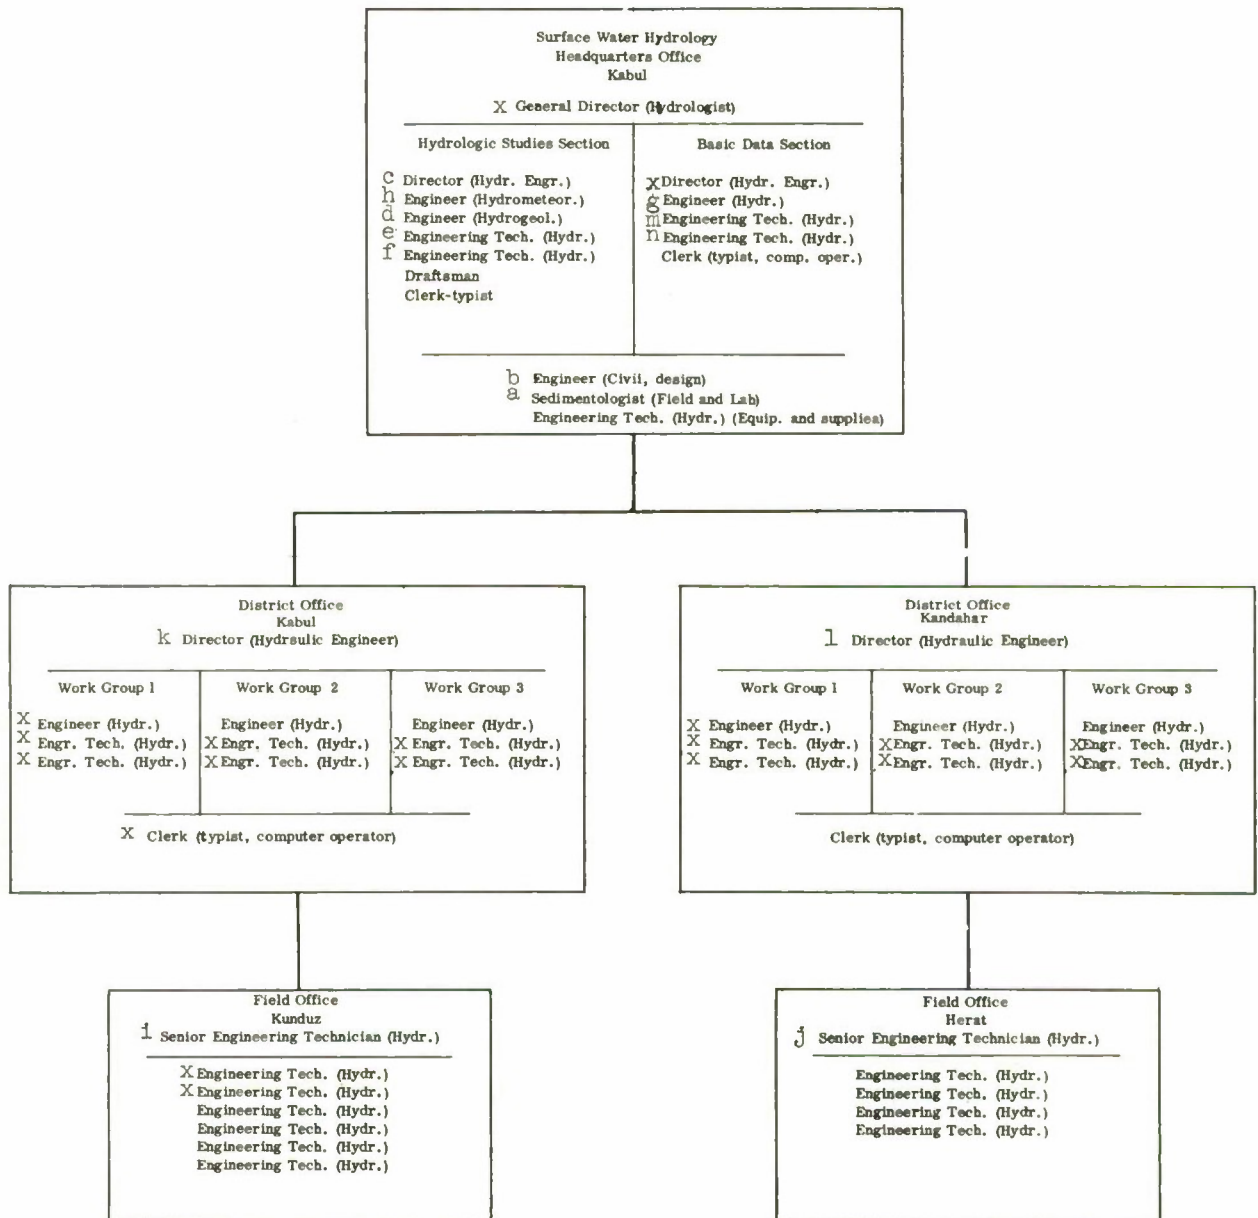 Surface Water Hydrology
Headquarters Office
Kabul
X General Director (Hydrologist)
Hydrologic Studies Section
c Director (Hydr. Engr.)
h Engineer (Hydrometeor.)
d Engineer (Hydrogeol.)
e Engineering Tech. (Hydr.)
f Engineering Tech. (Hydr.)
Draftsman
Clerk-typist
Basic Data Section
x Director (Hydr. Engr.)
g Engineer (Hydr.)
m Engineering Tech. (Hydr.)
n Engineering Tech. (Hydr.)
Clerk (typist, comp. oper.)
b Engineer (Civil, design)
a Sedimentologist (Field and Lab)
Engineering Tech. (Hydr.) (Equip. and supplies)
District Office
Kabul
k Director (Hydraulic Engineer)
Work Group 1
X Engineer (Hydr.)
X Engr. Tech. (Hydr.)
X Engr. Tech. (Hydr.)
Work Group 2
Engineer (Hydr.)
X Engr. Tech. (Hydr.)
X Engr. Tech. (Hydr.)
Work Group 3
Engineer (Hydr.)
X Engr. Tech. (Hydr.)
X Engr. Tech. (Hydr.)
X Clerk (typist, computer operator)
District Office
Kandahar
l Director (Hydraulic Engineer)
Work Group 1
X Engineer (Hydr.)
X Engr. Tech. (Hydr.)
X Engr. Tech. (Hydr.)
Work Group 2
Engineer (Hydr.)
X Engr. Tech. (Hydr.)
X Engr. Tech. (Hydr.)
Work Group 3
Engineer (Hydr.)
X Engr. Tech. (Hydr.)
X Engr. Tech. (Hydr.)
Clerk (typist, computer operator)
Field Office
Kunduz
i Senior Engineering Technician (Hydr.)
X Engineering Tech. (Hydr.)
X Engineering Tech. (Hydr.)
Engineering Tech. (Hydr.)
Engineering Tech. (Hydr.)
Engineering Tech. (Hydr.)
Engineering Tech. (Hydr.)
Field Office
Herat
j Senior Engineering Technician (Hydr.)
Engineering Tech. (Hydr.)
Engineering Tech. (Hydr.)
Engineering Tech. (Hydr.)
Engineering Tech. (Hydr.)